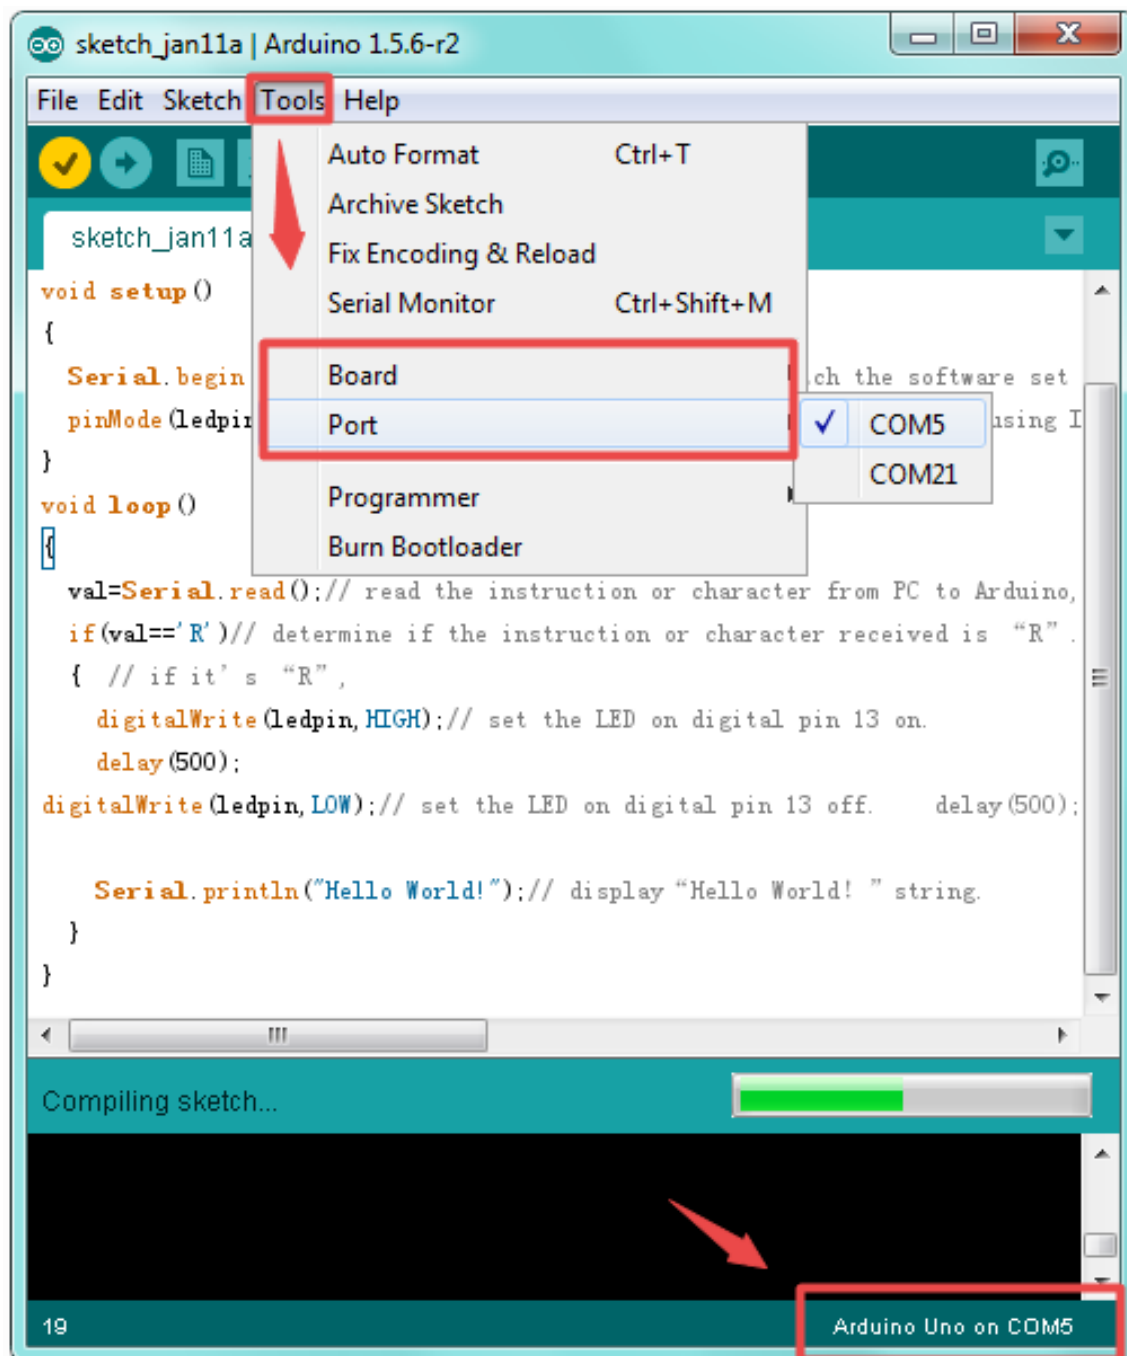 sketch_jan11a | Arduino 1.5.6-r2
File Edit Sketch Tools Help
Auto Format Ctrl+T
Archive Sketch
sketch_jan11a
Fix Encoding & Reload
void setup()
Serial Monitor Ctrl+Shift+M
{
Board
Serial.begin ch the software set
Port
COM5
pinMode(ledpin using I
}
COM21
Programmer
void loop()
Burn Bootloader
{
val=Serial.read();// read the instruction or character from PC to Arduino,
if(val=='R')// determine if the instruction or character received is “R”.
{ // if it’s “R”,
digitalWrite(ledpin,HIGH);// set the LED on digital pin 13 on.
delay(500);
digitalWrite(ledpin,LOW);// set the LED on digital pin 13 off. delay(500);
Serial.println("Hello World!");// display “Hello World! ” string.
}
}
Compiling sketch...
19 Arduino Uno on COM5